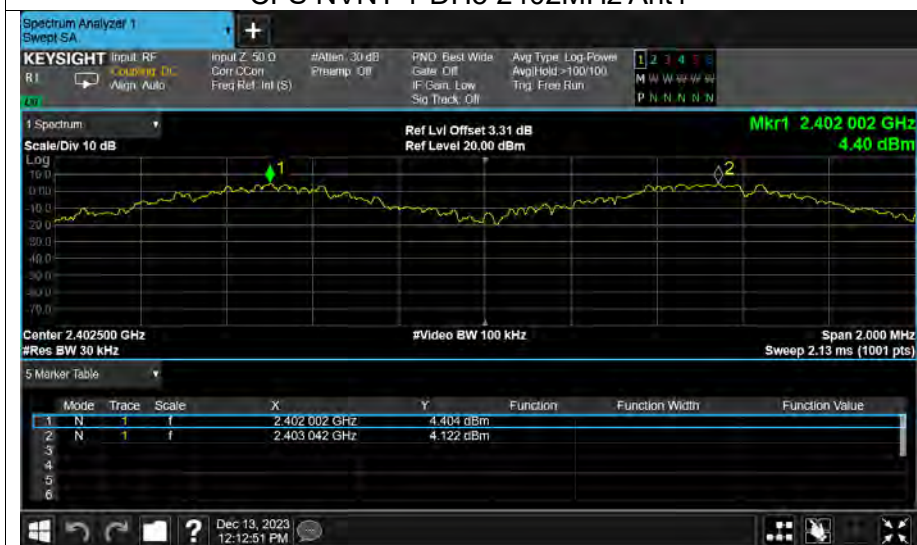 Spectrum Analyzer 1
Swept SA
+
KEYSIGHT Input: RF
Coupling: DC
Align: Auto
Input Z: 50 Ω
Corr CCorr
Freq Ref: Int (S)
#Atten: 30 dB
Preamp: Off
PNO: Best Wide
Gate: Off
IF Gain: Low
Sig Track: Off
Avg Type: Log-Power
Avg|Hold: >100/100
Trig: Free Run
1 2 3 4 5 6
M W W W W W
P N N N N N
1 Spectrum
Scale/Div 10 dB
Ref Lvl Offset 3.31 dB
Ref Level 20.00 dBm
Mkr1 2.402 002 GHz
4.40 dBm
Log
10.0
0.00
-10.0
-20.0
-30.0
-40.0
-50.0
-60.0
-70.0
1
2
Center 2.402500 GHz
#Video BW 100 kHz
Span 2.000 MHz
#Res BW 30 kHz
Sweep 2.13 ms (1001 pts)
5 Marker Table
Mode Trace Scale X Y Function Function Width Function Value
1 N 1 f 2.402 002 GHz 4.404 dBm
2 N 1 f 2.403 042 GHz 4.122 dBm
3
4
5
6
? Dec 13, 2023
12:12:51 PM